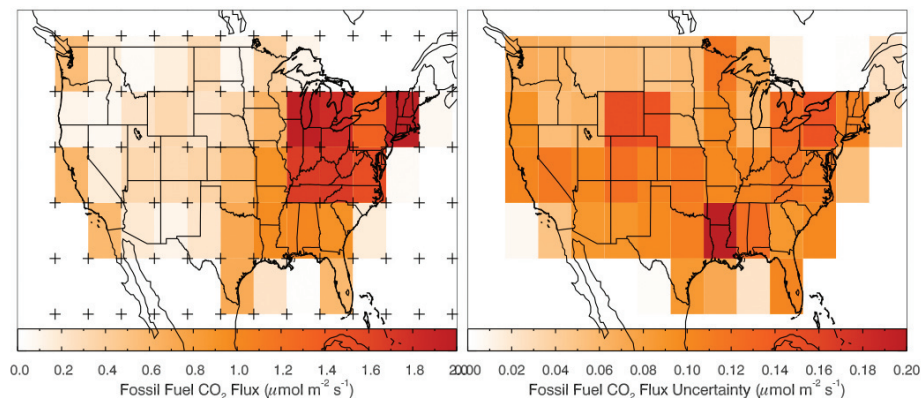 0.0 0.2 0.4 0.6 0.8 1.0 1.2 1.4 1.6 1.8 2.0
Fossil Fuel CO₂ Flux (μmol m⁻² s⁻¹)
0.00 0.02 0.04 0.06 0.08 0.10 0.12 0.14 0.16 0.18 0.20
Fossil Fuel CO₂ Flux Uncertainty (μmol m⁻² s⁻¹)